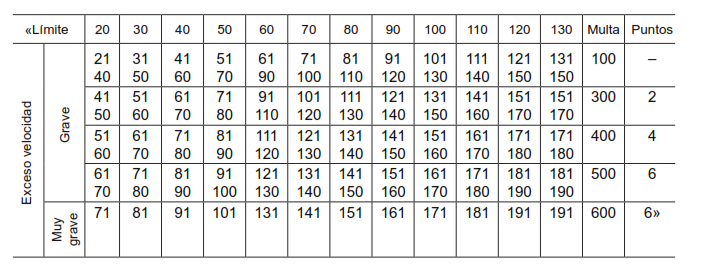 «Límite 20 30 40 50 60 70 80 90 100 110 120 130 Multa Puntos
Exceso velocidad
Grave
21 31 41 51 61 71 81 91 101 111 121 131 100 –
40 50 60 70 90 100 110 120 130 140 150 150
41 51 61 71 91 101 111 121 131 141 151 151 300 2
50 60 70 80 110 120 130 140 150 160 170 170
51 61 71 81 111 121 131 141 151 161 171 171 400 4
60 70 80 90 120 130 140 150 160 170 180 180
61 71 81 91 121 131 141 151 161 171 181 181 500 6
70 80 90 100 130 140 150 160 170 180 190 190
Muy
grave
71 81 91 101 131 141 151 161 171 181 191 191 600 6»